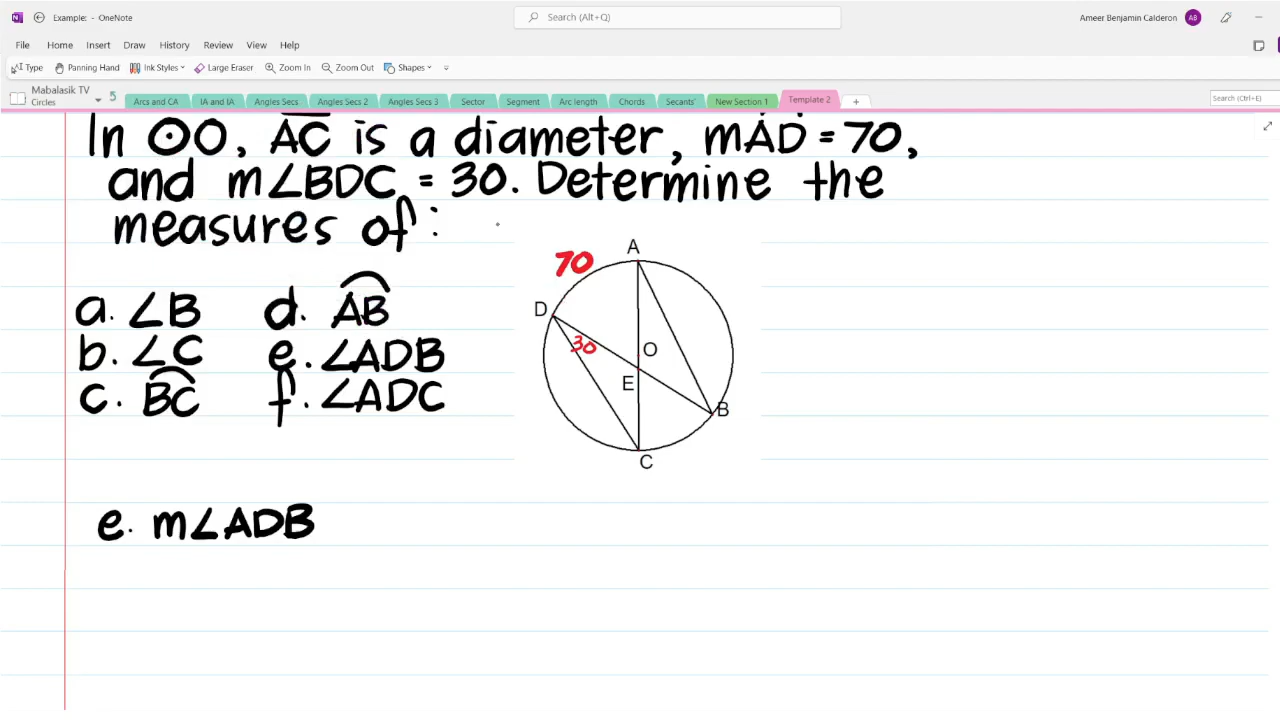 Example: - OneNote
Search (Alt+Q)
Ameer Benjamin Calderon
AB
File Home Insert Draw History Review View Help
Type Panning Hand Ink Styles Large Eraser Zoom In Zoom Out Shapes
Mabalasik TV
Circles
5
Arcs and CA IA and IA Angles Secs Angles Secs 2 Angles Secs 3 Sector Segment Arc length Chords Secants' New Section 1 Template 2 +
Search (Ctrl+E)
In ⊙O, AC is a diameter, mAD = 70,
and m∠BDC = 30. Determine the
measures of:
a. ∠B d. AB
b. ∠C e. ∠ADB
c. BC f. ∠ADC
A
70
D
30
O
E
B
C
e. m∠ADB